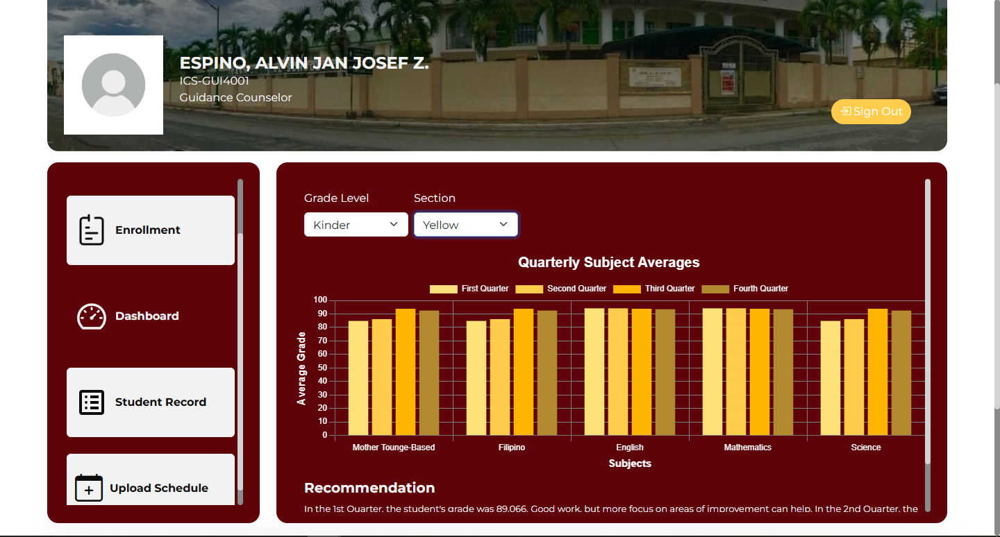 ESPINO, ALVIN JAN JOSEF Z.
ICS-GUI4001
Guidance Counselor
Sign Out
Enrollment
Dashboard
Student Record
Upload Schedule
Grade Level
Section
Kinder
Yellow
Quarterly Subject Averages
First Quarter Second Quarter Third Quarter Fourth Quarter
Average Grade
100
90
80
70
60
50
40
30
20
10
0
Mother Tounge-Based Filipino English Mathematics Science
Subjects
Recommendation
In the 1st Quarter, the student's grade was 89.066. Good work, but more focus on areas of improvement can help. In the 2nd Quarter, the